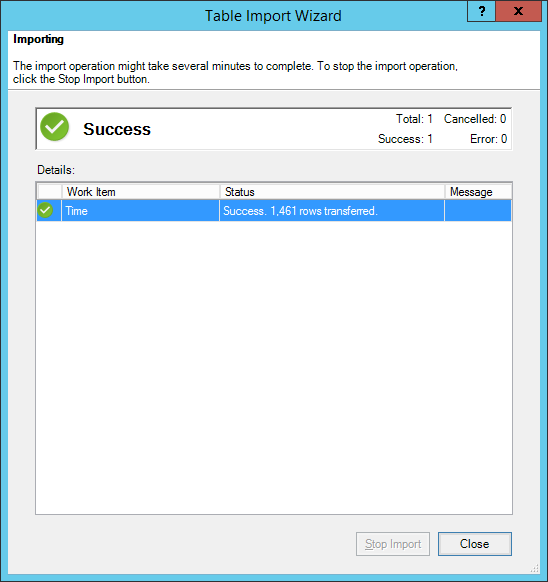 Table Import Wizard
?
X
Importing
The import operation might take several minutes to complete. To stop the import operation,
click the Stop Import button.
Success
Total: 1 Cancelled: 0
Success: 1 Error: 0
Details:
Work Item Status Message
Time Success. 1,461 rows transferred.
Stop Import Close